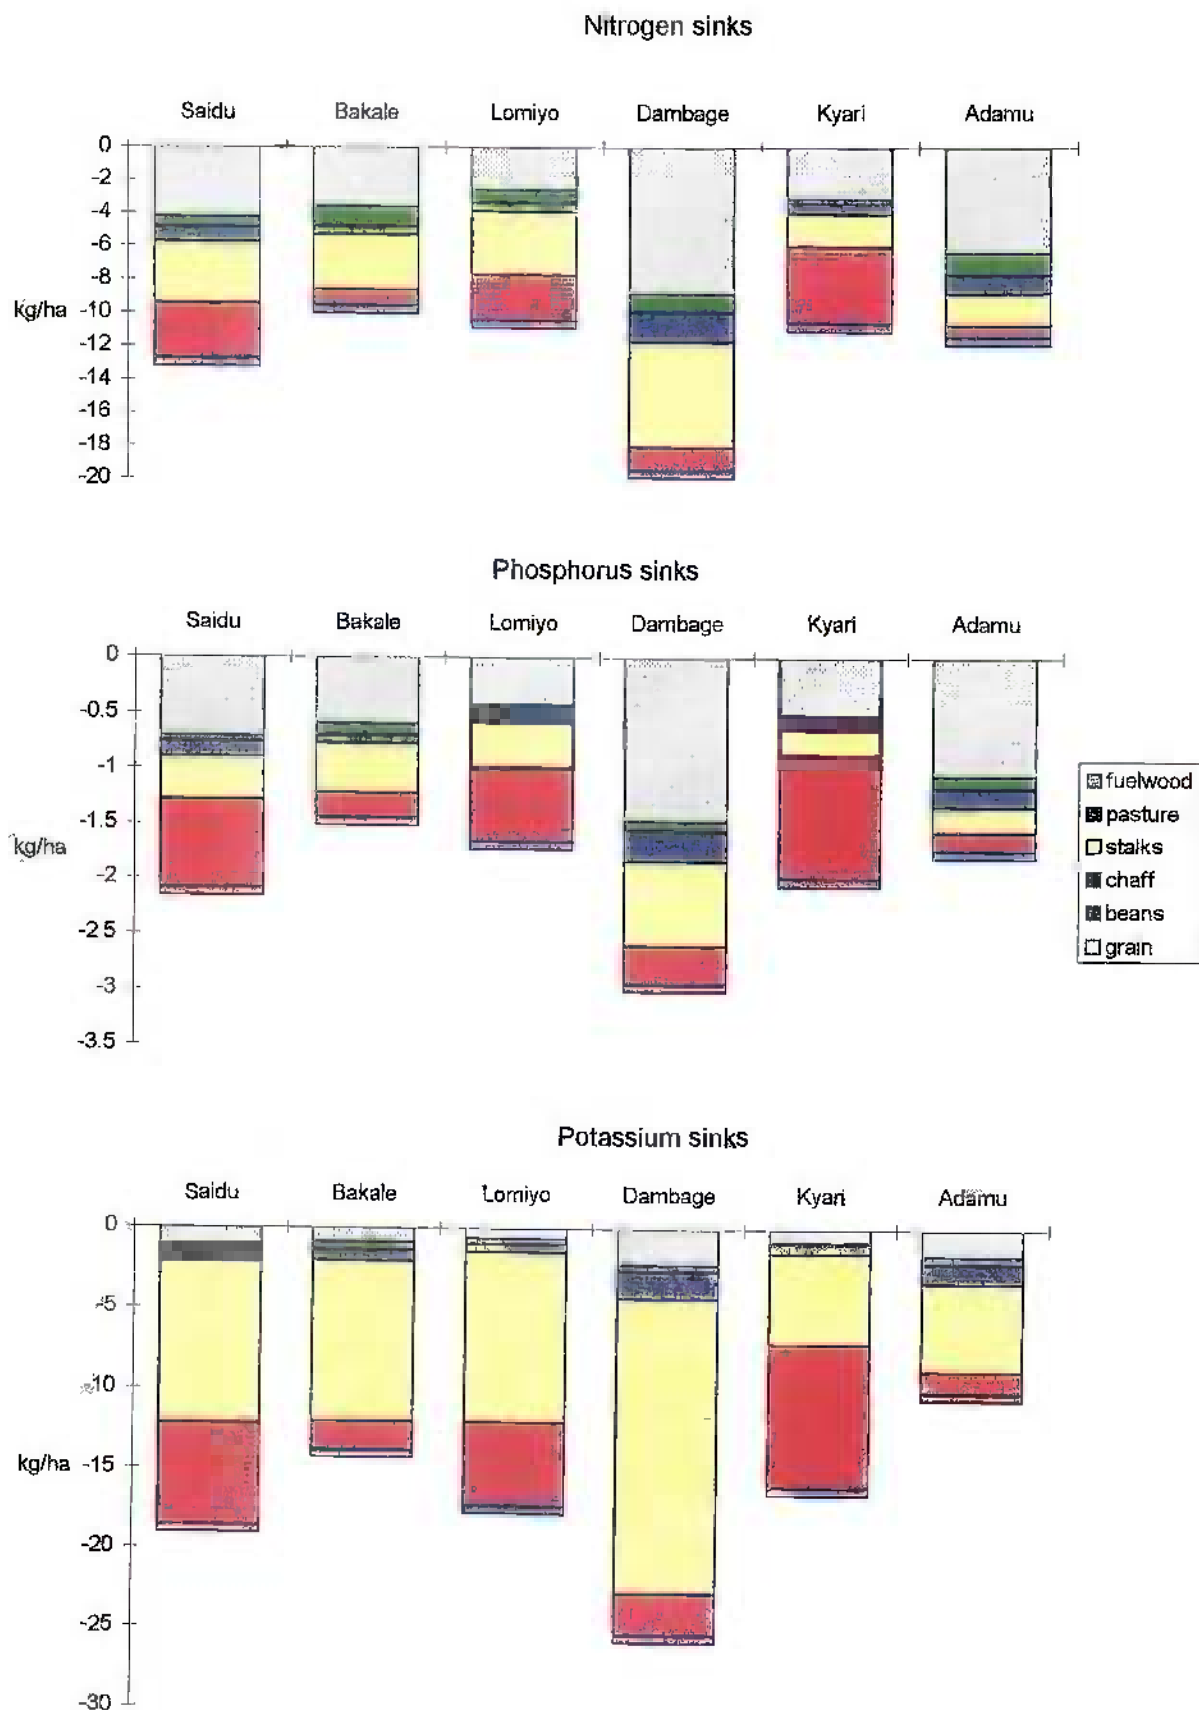 Nitrogen sinks
Saidu Bakale Lomiyo Dambage Kyari Adamu
0
-2
-4
-6
-8
kg/ha -10
-12
-14
-16
-18
-20
Phosphorus sinks
Saidu Bakale Lomiyo Dambage Kyari Adamu
0
-0.5
-1
-1.5
kg/ha
-2
-2.5
-3
-3.5
fuelwood
pasture
stalks
chaff
beans
grain
Potassium sinks
Saidu Bakale Lomiyo Dambage Kyari Adamu
0
-5
-10
kg/ha -15
-20
-25
-30